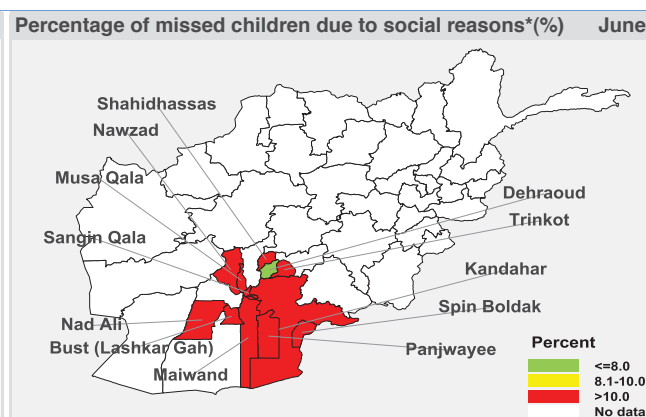 Percentage of missed children due to social reasons*(%) June
Shahidhassas
Nawzad
Musa Qala
Dehraoud
Trinkot
Sangin Qala
Kandahar
Spin Boldak
Nad Ali
Bust (Lashkar Gah)
Panjwayee
Maiwand
Percent
<=8.0
8.1-10.0
>10.0
No data